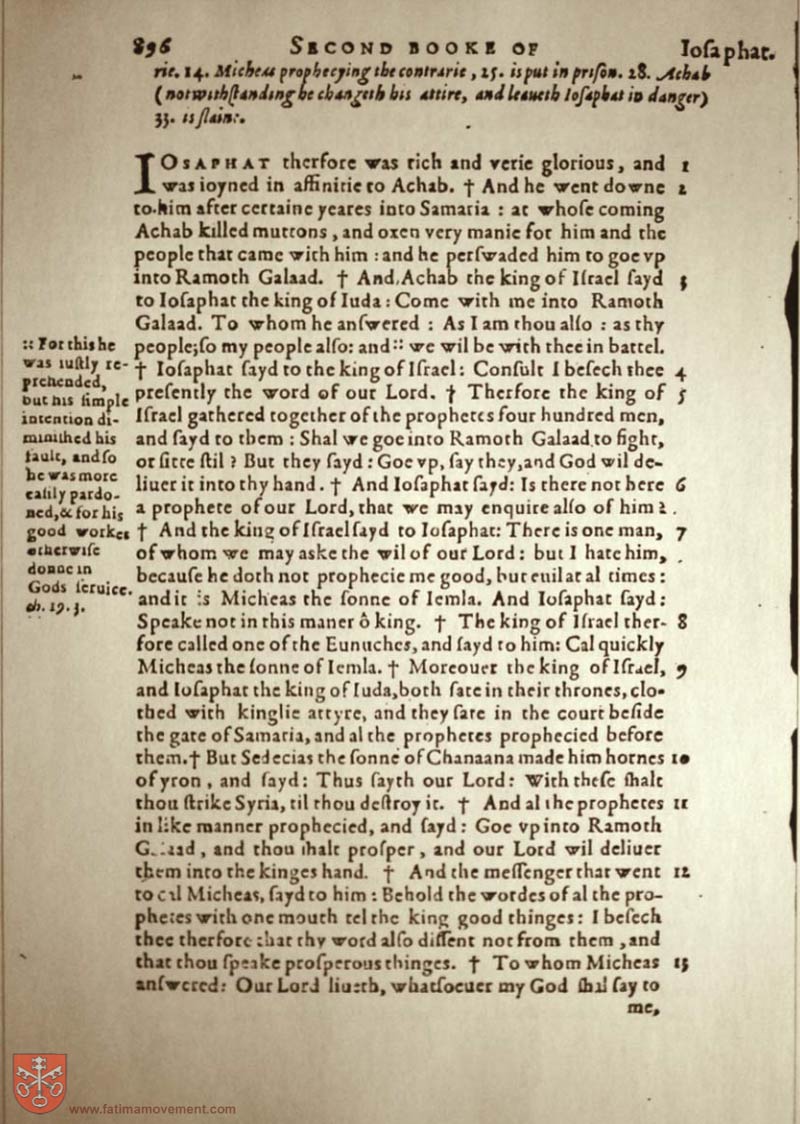 896 SECOND BOOKE OF Iosaphat.
rie. 14. Micheas prophecying the contrarie, 25. is put in prison. 28. Achab
(notwithstanding he changeth his attire, and leaueth Iosaphat in danger)
33. is slaine.
IOSAPHAT therfore was rich and verie glorious, and 1
was ioyned in affinitie to Achab. † And he went downe 2
to him after certaine yeares into Samaria : at whose coming
Achab killed muttons, and oxen very manie for him and the
people that came with him : and he perswaded him to goe vp
into Ramoth Galaad. † And Achab the king of Israel sayd 3
to Iosaphat the king of Iuda : Come with me into Ramoth
Galaad. To whom he answered : As I am thou also : as thy
people, so my people also: and :: we wil be with thee in battel.
† Iosaphat sayd to the king of Israel : Consult I besech thee 4
presently the word of our Lord. † Therfore the king of 5
Israel gathered together of the prophetes four hundred men,
and sayd to them : Shal we goe into Ramoth Galaad to fight,
or sitte stil ? But they sayd : Goe vp, say they, and God wil de-
liuer it into thy hand. † And Iosaphat sayd: Is there not here 6
a prophete of our Lord, that we may enquire also of him ?
† And the king of Israel sayd to Iosaphat: There is one man, 7
of whom we may aske the wil of our Lord : but I hate him,
because he doth not prophecie me good, but euil at al times :
and it is Micheas the sonne of Iemla. And Iosaphat sayd :
Speake not in this maner ô king. † The king of Israel ther- 8
fore called one of the Eunuches, and sayd to him: Cal quickly
Micheas the sonne of Iemla. † Moreouer the king of Israel, 9
and Iosaphat the king of Iuda, both sate in their thrones, clo-
thed with kinglie attyre, and they sate in the court beside
the gate of Samaria, and al the prophetes prophecied before
them. † But Sedecias the sonne of Chanaana made him hornes 10
of yron, and sayd : Thus sayth our Lord : With these shalt
thou strike Syria, til thou destroy it. † And al the prophetes 11
in like manner prophecied, and sayd : Goe vp into Ramoth
Galaad, and thou shalt prosper, and our Lord wil deliuer
them into the kinges hand. † And the messenger that went 12
to cal Micheas, sayd to him : Behold the wordes of al the pro-
phetes with one mouth tel the king good thinges : I besech
thee therfore that thy word also dissent not from them, and
that thou speake prosperous thinges. † To whom Micheas 13
answered: Our Lord liueth, whatsoeuer my God shal say to
me,
:: For this he
was iustly re-
prehended,
but his simple
intention di-
minished his
fault, and so
he was more
easily pardo-
ned, & for his
good workes
otherwise
donne in
Gods seruice.
ch. 19. 3.
www.fatimamovement.com